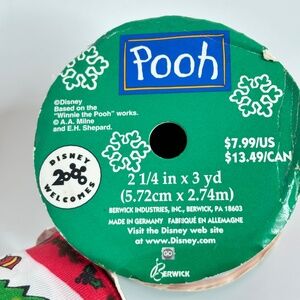 Pooh
©Disney
Based on the
"Winnie the Pooh" works.
© A.A. Milne
and E.H. Shepard.
$7.99/US
$13.49/CAN
DISNEY
2000
WELCOMES
2 1/4 in x 3 yd
(5.72cm x 2.74m)
BERWICK INDUSTRIES, INC., BERWICK, PA 18603
MADE IN GERMANY FABRIQUÉ EN ALLEMAGNE
Visit the Disney web site
at www.Disney.com
BERWICK